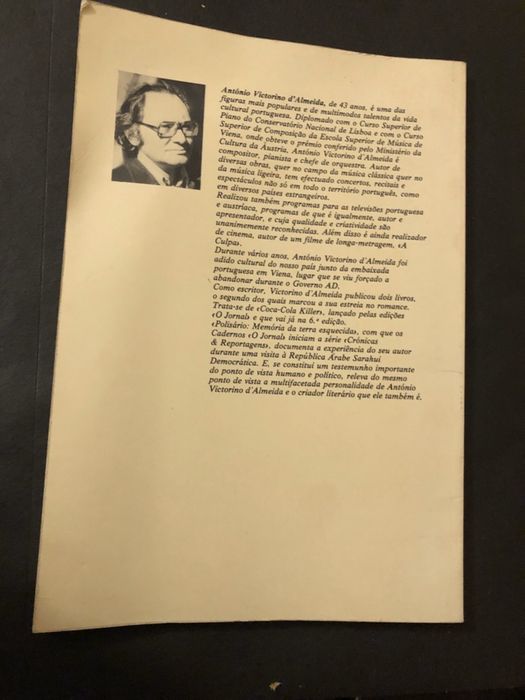 António Victorino d'Almeida, de 43 anos, é uma das
figuras mais populares e de multímodos talentos da vida
cultural portuguesa. Diplomado com o Curso Superior de
Piano do Conservatório Nacional de Lisboa e com o Curso
Superior de Composição da Escola Superior de Música de
Viena, onde obteve o prémio conferido pelo Ministério da
Cultura da Áustria, António Victorino d'Almeida é
compositor, pianista e chefe de orquestra. Autor de
diversas obras, quer no campo da música clássica quer no
da música ligeira, tem efectuado concertos, recitais e
espectáculos não só em todo o território português, como
em diversos países estrangeiros.
Realizou também programas para as televisões portuguesa
e austríaca, programas de que é igualmente, autor e
apresentador, e cuja qualidade e criatividade são
unanimemente reconhecidas. Além disso é ainda realizador
de cinema, autor de um filme de longa-metragem, «A
Culpa».
Durante vários anos, António Victorino d'Almeida foi
adido cultural do nosso país junto da embaixada
portuguesa em Viena, lugar que se viu forçado a
abandonar durante o Governo AD.
Como escritor, Victorino d'Almeida publicou dois livros,
o segundo dos quais marcou a sua estreia no romance.
Trata-se de «Coca-Cola Killer», lançado pelas edições
«O Jornal» e que vai já na 6.ª edição.
«Polisário: Memória da terra esquecida», com que os
Cadernos «O Jornal» iniciam a série «Crónicas
& Reportagens», documenta a experiência do seu autor
durante uma visita à República Árabe Sarahui
Democrática. E, se constitui um testemunho importante
do ponto de vista humano e político, releva do mesmo
ponto de vista a multifacetada personalidade de António
Victorino d'Almeida e o criador literário que ele também é.